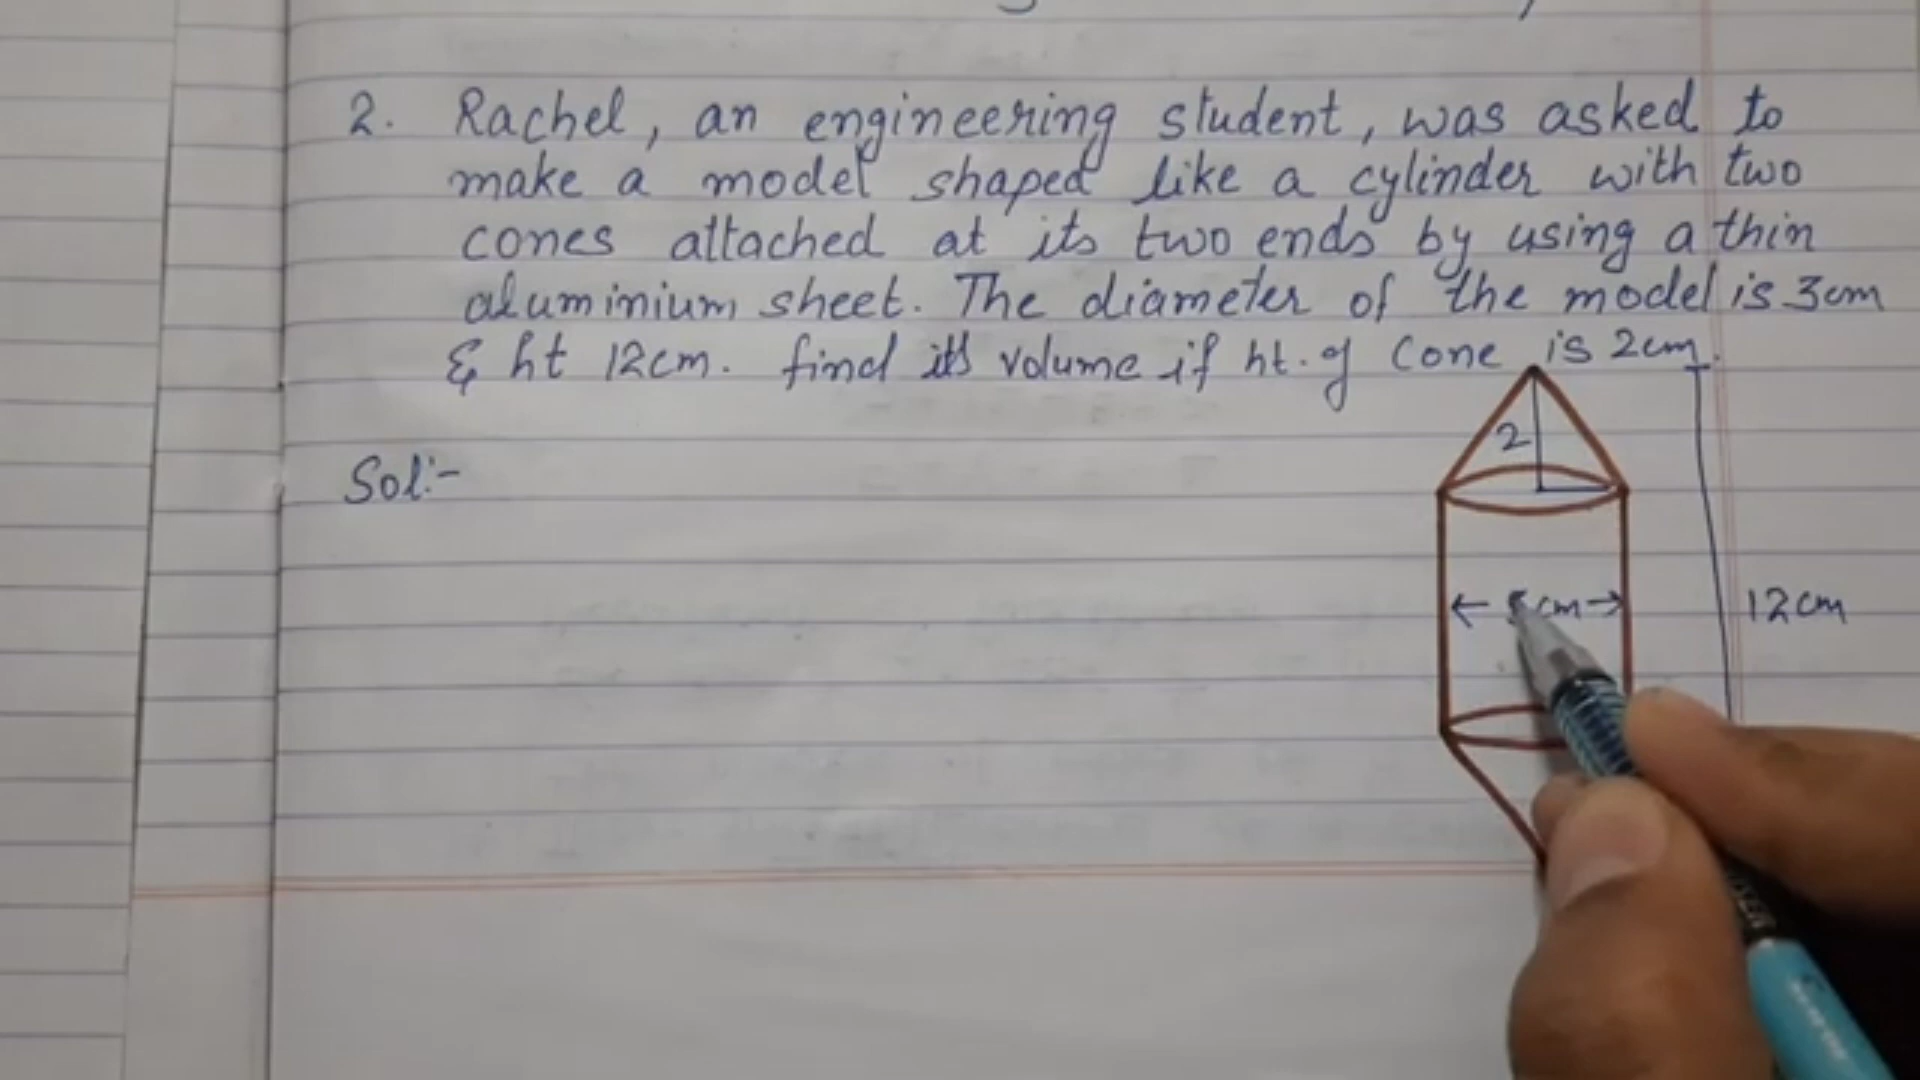 2. Rachel, an engineering student, was asked to
make a model shaped like a cylinder with two
cones attached at its two ends by using a thin
aluminium sheet. The diameter of the model is 3cm
& ht 12cm. find its volume if ht. of Cone is 2cm.
Sol:-
2
cm
12cm